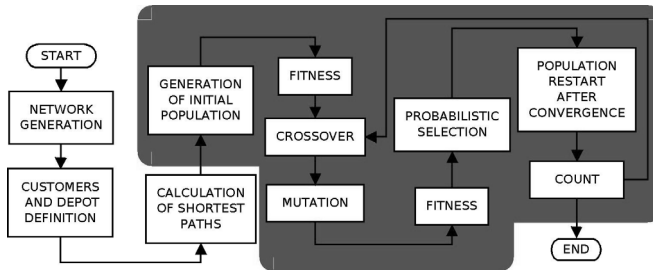 START
NETWORK
GENERATION
CUSTOMERS
AND DEPOT
DEFINITION
CALCULATION
OF SHORTEST
PATHS
GENERATION
OF INITIAL
POPULATION
FITNESS
CROSSOVER
MUTATION
FITNESS
PROBABILISTIC
SELECTION
POPULATION
RESTART
AFTER
CONVERGENCE
COUNT
END